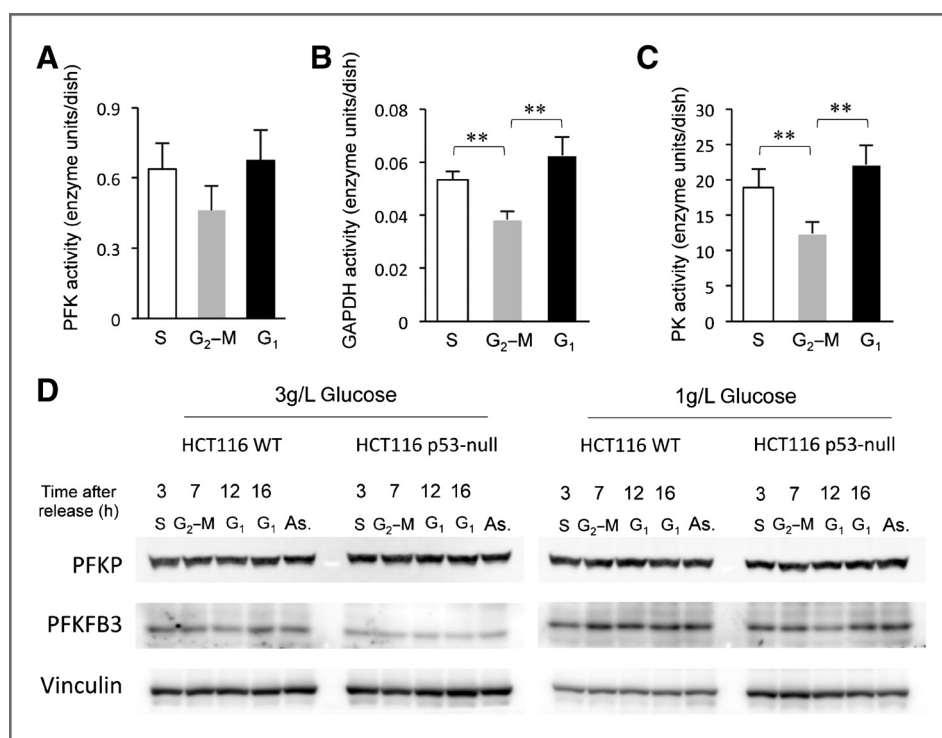 A
PFK activity (enzyme units/dish)
0.9
0.6
0.3
0
S G₂–M G₁
B
GAPDH activity (enzyme units/dish)
0.08
0.06
0.04
0.02
0
** **
S G₂–M G₁
C
PK activity (enzyme units/dish)
30
25
20
15
10
5
0
** **
S G₂–M G₁
D
3g/L Glucose 1g/L Glucose
HCT116 WT HCT116 p53-null HCT116 WT HCT116 p53-null
Time after
release (h)
3 7 12 16 3 7 12 16 3 7 12 16 3 7 12 16
S G₂–M G₁ G₁ As. S G₂–M G₁ G₁ As. S G₂–M G₁ G₁ As. S G₂–M G₁ G₁ As.
PFKP
PFKFB3
Vinculin